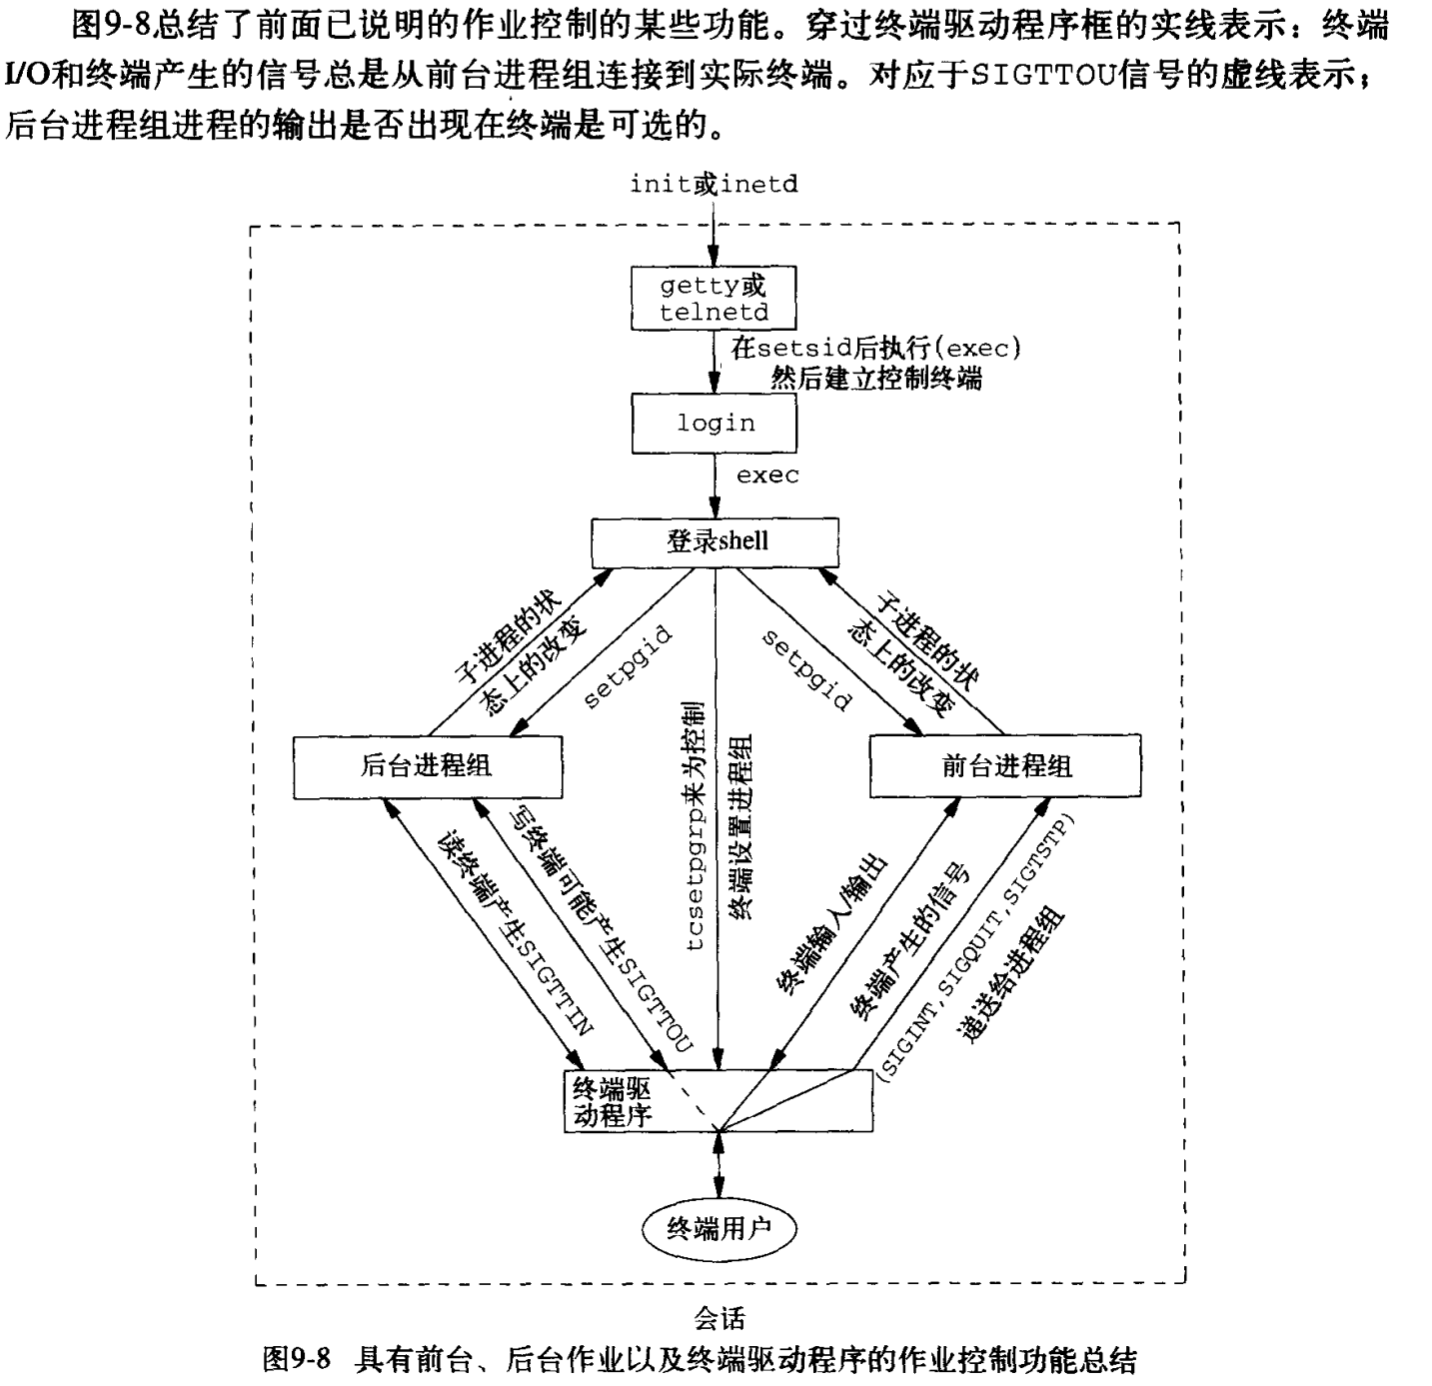 图9-8总结了前面已说明的作业控制的某些功能。穿过终端驱动程序框的实线表示：终端
I/O和终端产生的信号总是从前台进程组连接到实际终端。对应于SIGTTOU信号的虚线表示；
后台进程组进程的输出是否出现在终端是可选的。
init或inetd
getty或
telnetd
在setsid后执行(exec)
然后建立控制终端
login
exec
登录shell
子进程的状
态上的改变
setpgid
tcsetpgrp来为控制
终端设置进程组
setpgid
子进程的状
态上的改变
后台进程组
前台进程组
读终端产生SIGTTIN
写终端可能产生SIGTTOU
终端输入/输出
终端产生的信号
(SIGINT,SIGQUIT,SIGTSTP)
递送给进程组
终端驱
动程序
终端用户
会话
图9-8 具有前台、后台作业以及终端驱动程序的作业控制功能总结